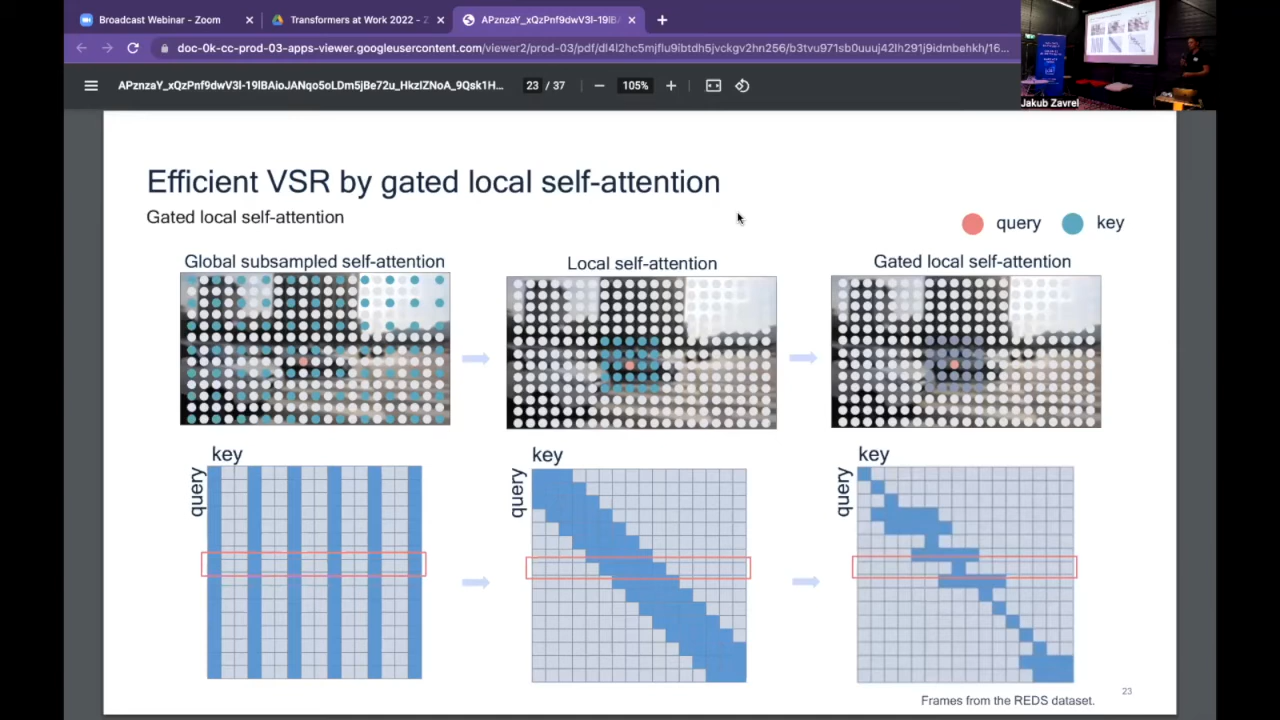 Broadcast Webinar - Zoom
Transformers at Work 2022 - Z
APznzaY_xQzPnf9dwV3l-19lBA
doc-0k-cc-prod-03-apps-viewer.googleusercontent.com/viewer2/prod-03/pdf/dl4l2hc5mjflu9ibtdh5jvckgv2hn256/b3tvu971sb0uuuj42lh291j9idmbehkh/16...
APznzaY_xQzPnf9dwV3l-19lBAioJANqo5oLDm5jBe72u_HkzlZNoA_9Qsk1H...
23 / 37
105%
Jakub Zavrel
Efficient VSR by gated local self-attention
Gated local self-attention
query
key
Global subsampled self-attention
Local self-attention
Gated local self-attention
key
key
key
query
query
query
Frames from the REDS dataset.
23